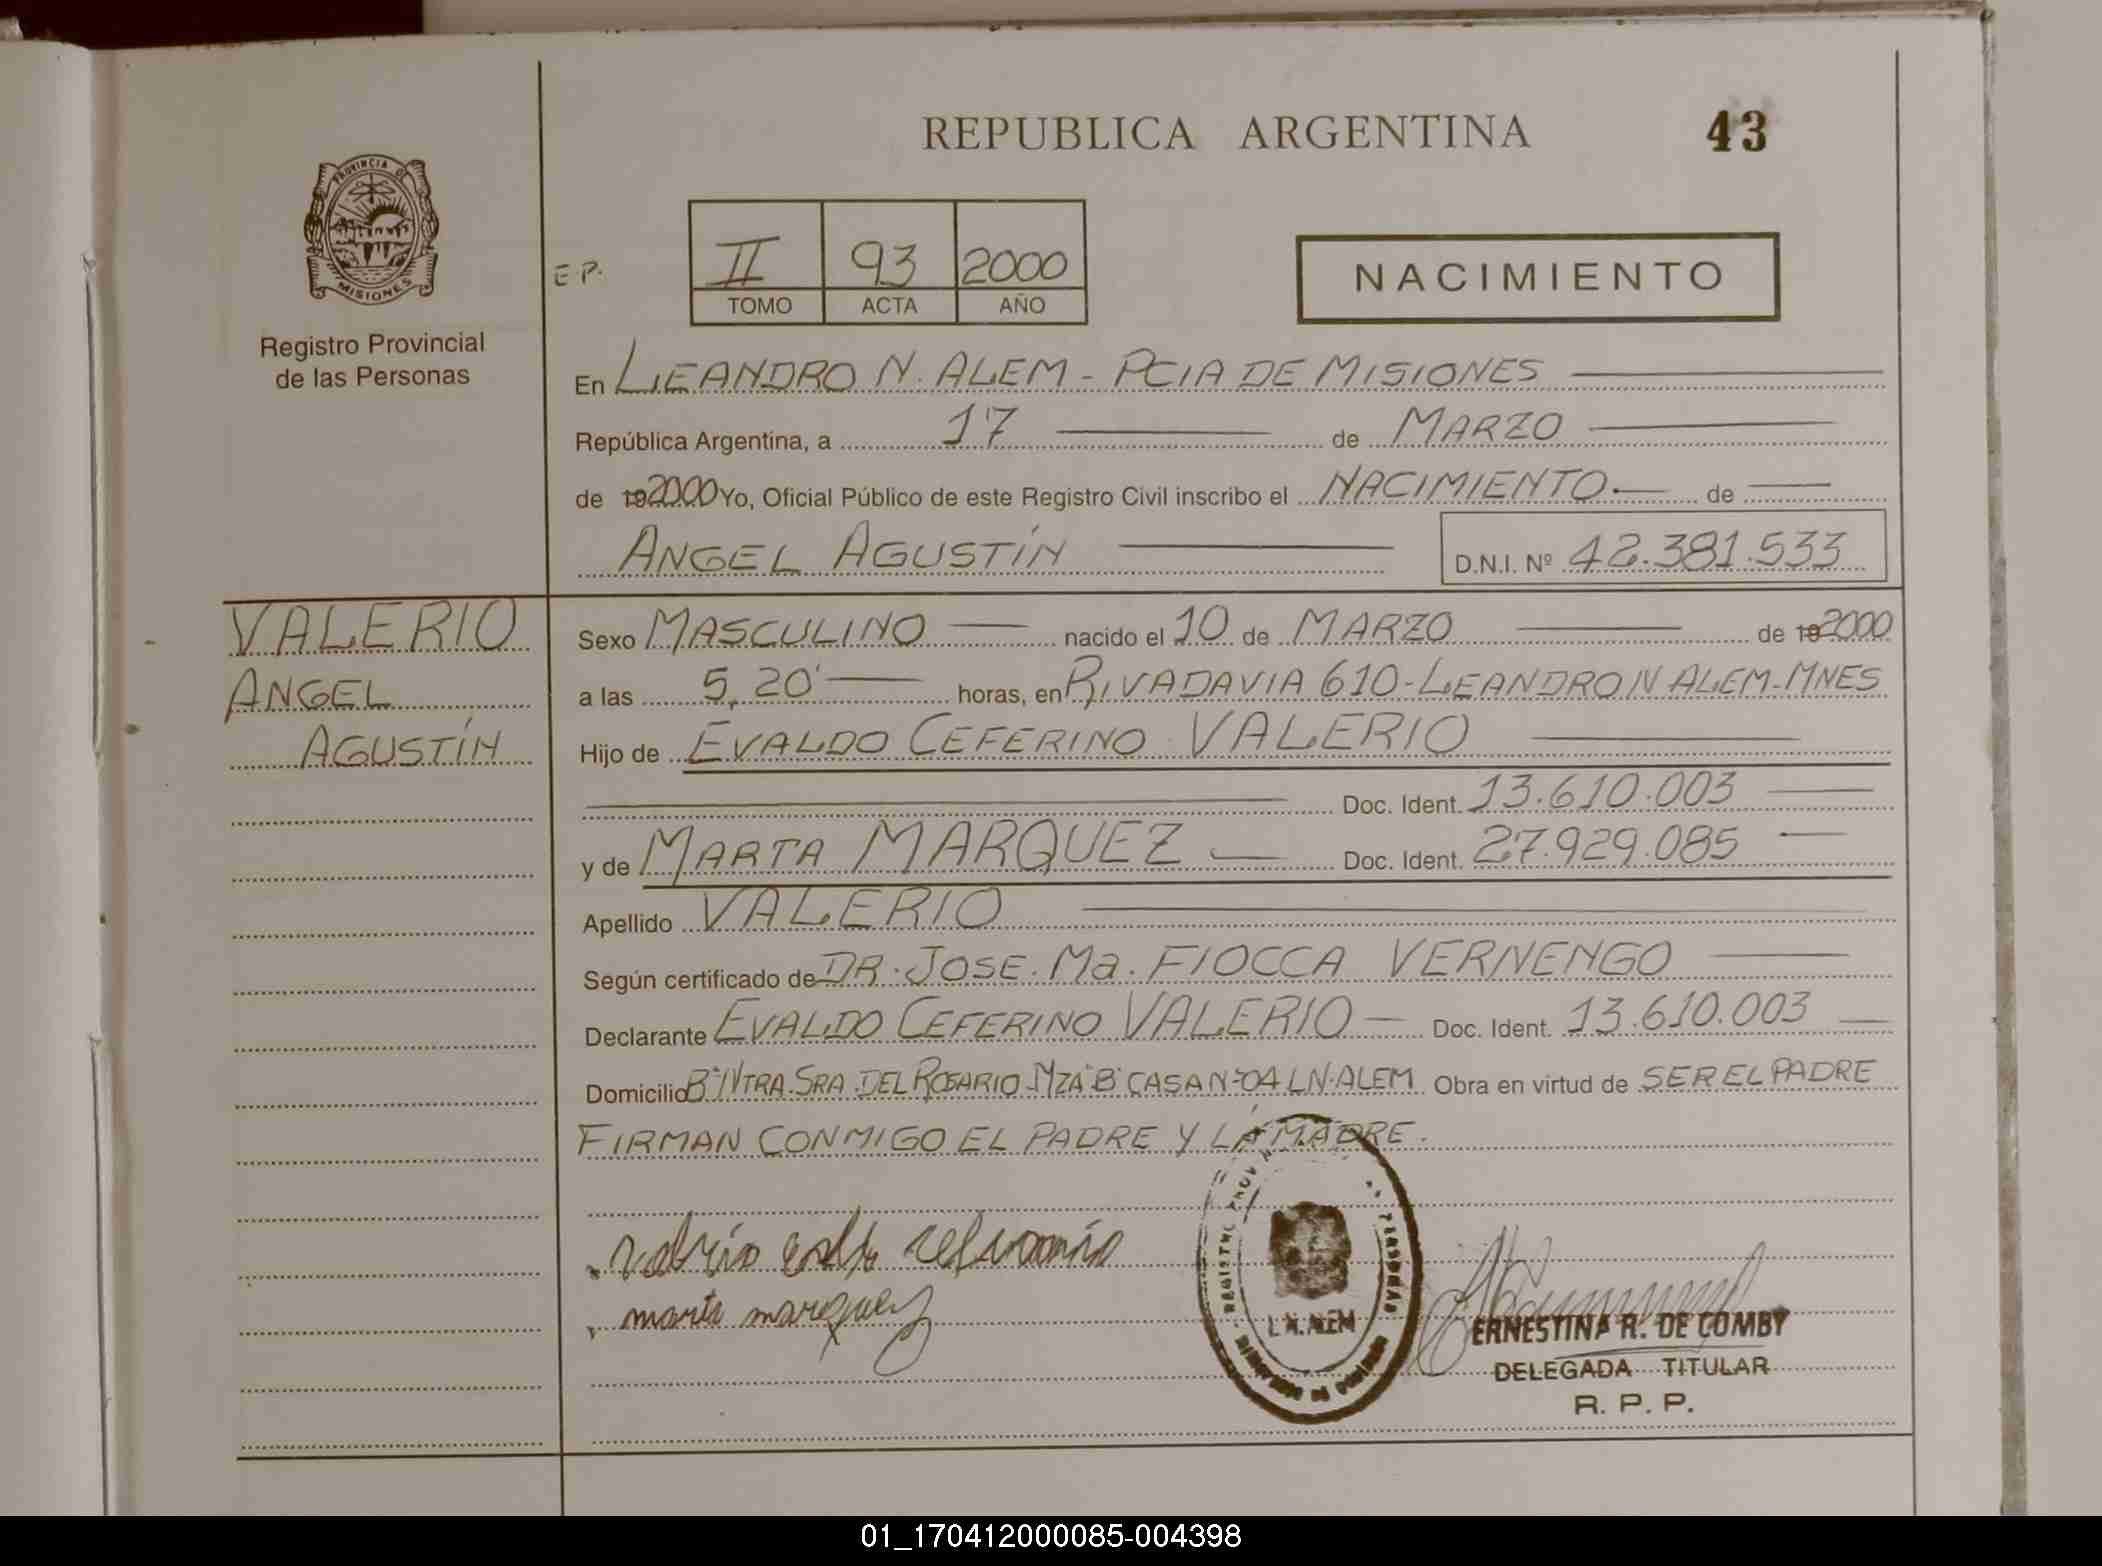 REPUBLICA ARGENTINA
43
PROVINCIA DE
MISIONES
Registro Provincial
de las Personas
E P.
II 93 2000
TOMO ACTA AÑO
NACIMIENTO
En LEANDRO N. ALEM - PCIA DE MISIONES
República Argentina, a 17 de MARZO
de 19 2000 Yo, Oficial Público de este Registro Civil inscribo el NACIMIENTO de
ANGEL AGUSTÍN
D.N.I. Nº 42.381.533
VALERIO
ANGEL
AGUSTÍN
Sexo MASCULINO nacido el 10 de MARZO de 19 2000
a las 5,20' horas, en RIVADAVIA 610-LEANDRO N ALEM-MNES
Hijo de EVALDO CEFERINO VALERIO
Doc. Ident. 13.610.003
y de MARTA MARQUEZ Doc. Ident. 27.929.085
Apellido VALERIO
Según certificado de DR. JOSE. Ma. FIOCCA VERNENGO
Declarante EVALDO CEFERINO VALERIO Doc. Ident. 13.610.003
Domicilio Bº NTRA. SRA. DEL ROSARIO-MZA"B"CASA Nº04 L.N.ALEM Obra en virtud de SER EL PADRE
FIRMAN CONMIGO EL PADRE Y LA MADRE.
marta marquez
L.N. ALEM
ERNESTINA R. DE COMBY
DELEGADA TITULAR
R. P. P.
01_170412000085-004398